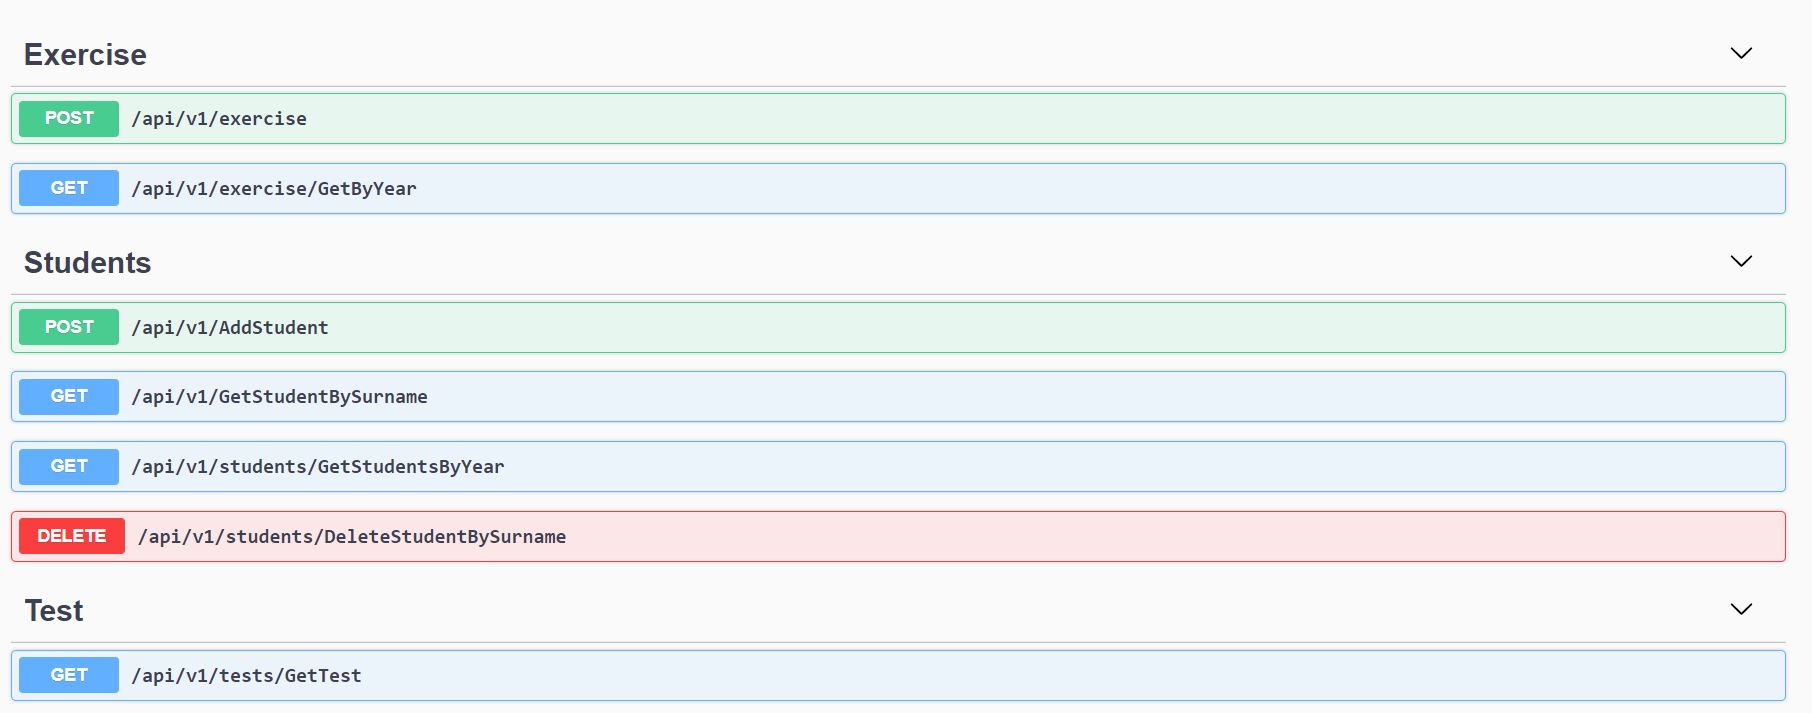 Exercise
POST /api/v1/exercise
GET /api/v1/exercise/GetByYear
Students
POST /api/v1/AddStudent
GET /api/v1/GetStudentBySurname
GET /api/v1/students/GetStudentsByYear
DELETE /api/v1/students/DeleteStudentBySurname
Test
GET /api/v1/tests/GetTest